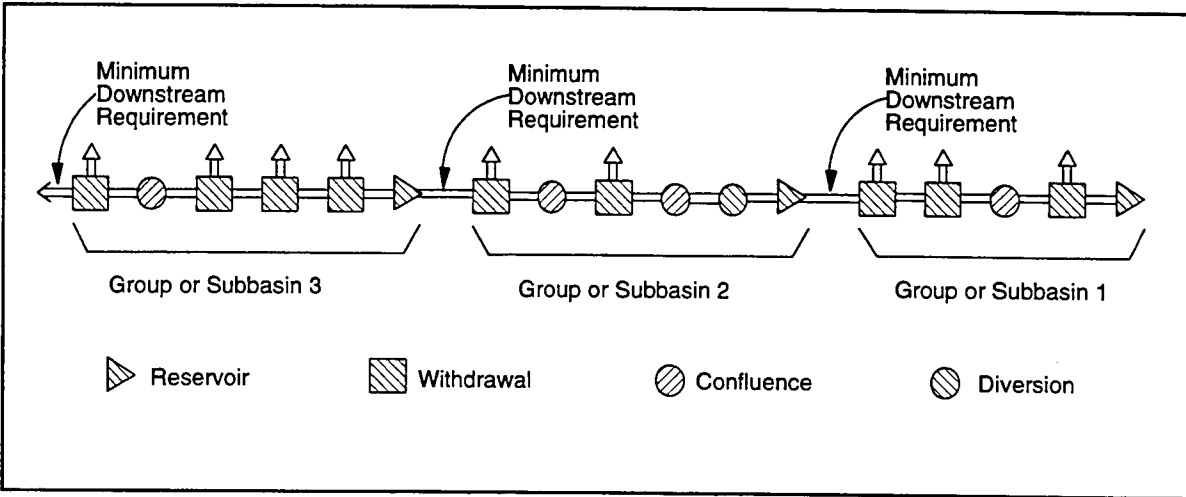 Minimum
Downstream
Requirement
Minimum
Downstream
Requirement
Minimum
Downstream
Requirement
Group or Subbasin 3
Group or Subbasin 2
Group or Subbasin 1
Reservoir
Withdrawal
Confluence
Diversion